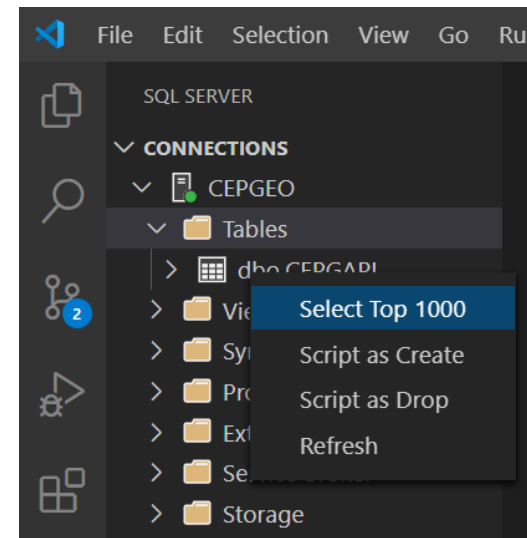 File Edit Selection View Go Ru
SQL SERVER
CONNECTIONS
CEPGEO
Tables
Select Top 1000
Script as Create
Script as Drop
Refresh
2
Storage